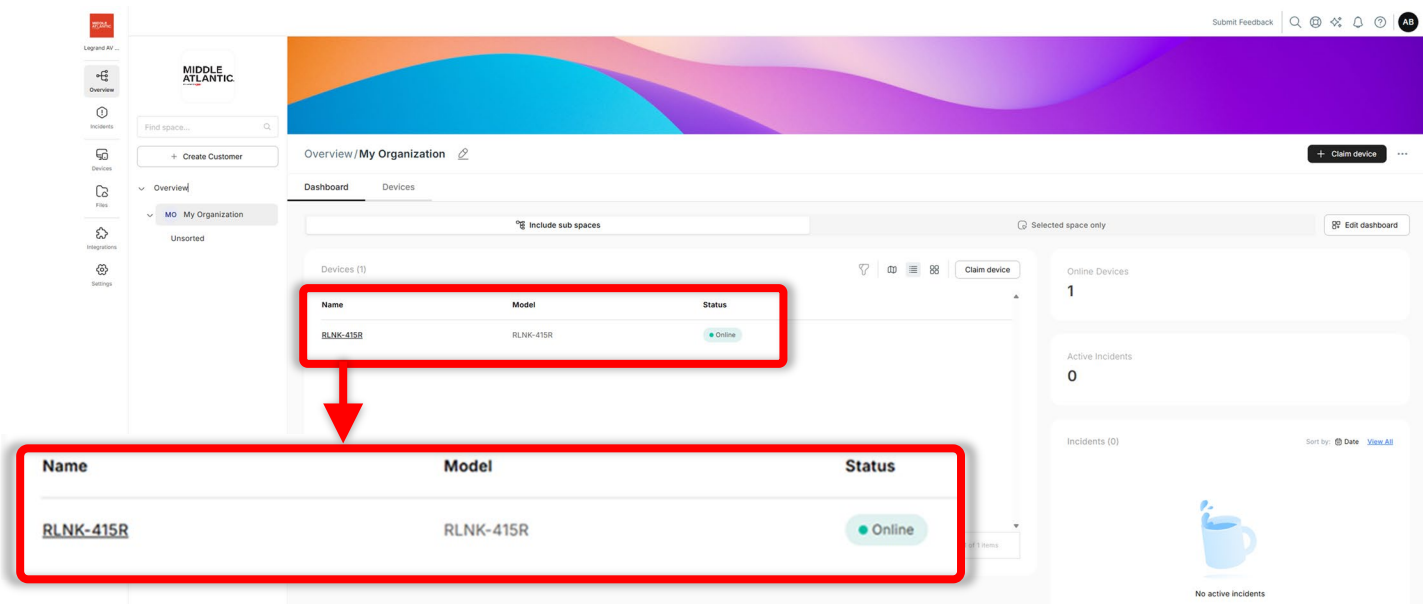 MIDDLE
ATLANTIC
Legrand AV ...
Submit Feedback
AB
Overview
Incidents
Devices
Files
Integrations
Settings
MIDDLE
ATLANTIC
Find space...
+ Create Customer
Overview
MO My Organization
Unsorted
Overview/My Organization
+ Claim device
Dashboard Devices
Include sub spaces
Selected space only
Edit dashboard
Devices (1)
Claim device
Name Model Status
RLNK-415R RLNK-415R Online
Online Devices
1
Active Incidents
0
Incidents (0)
Sort by: Date View All
No active incidents
Name Model Status
RLNK-415R RLNK-415R Online
of 1 items